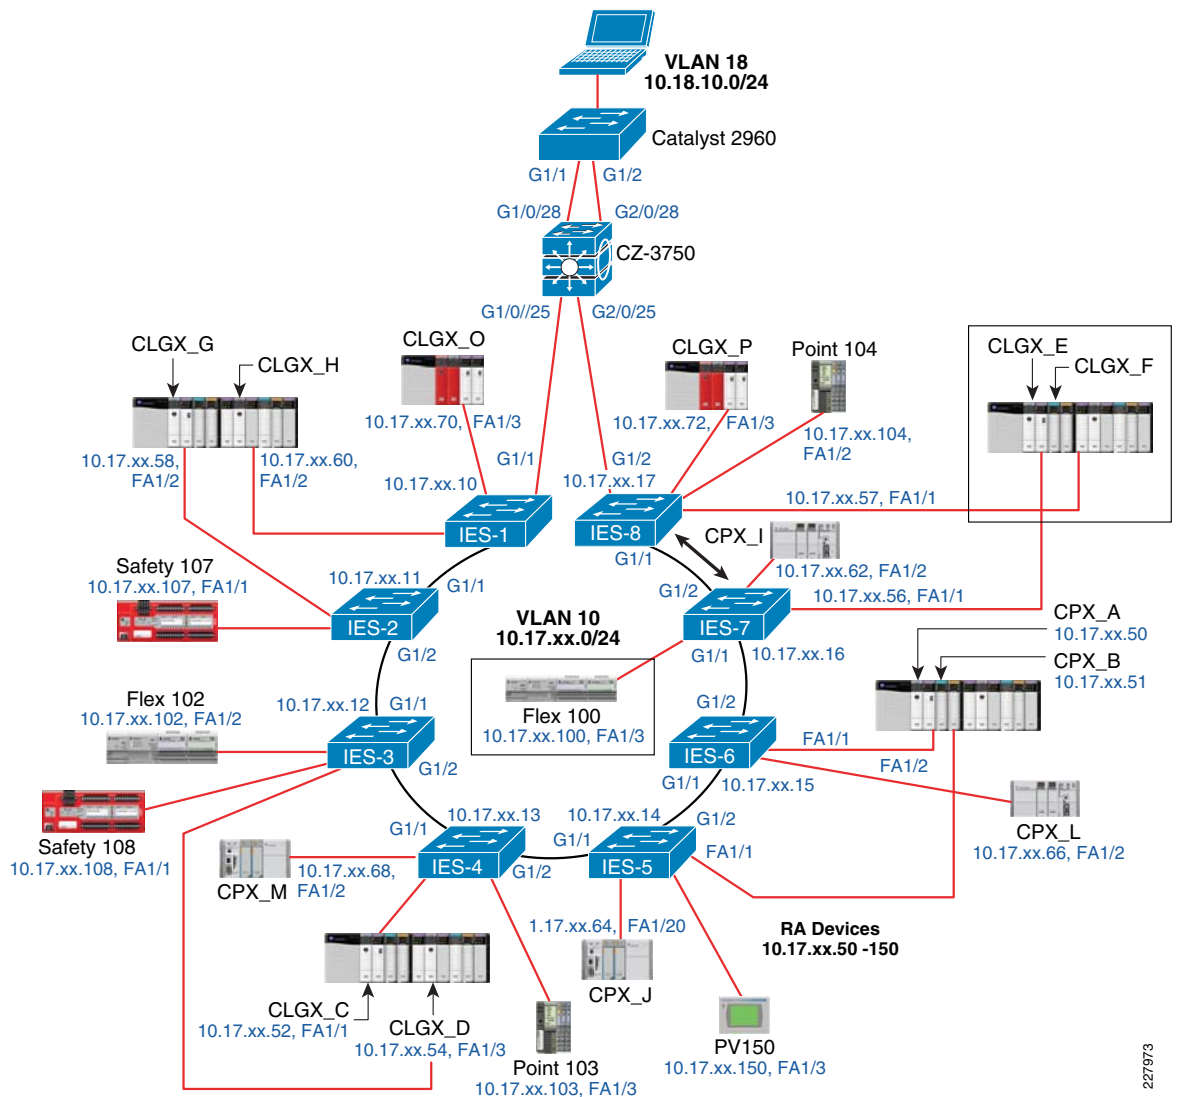 VLAN 18
10.18.10.0/24
Catalyst 2960
G1/1
G1/2
G1/0/28
G2/0/28
CZ-3750
G1/0//25
G2/0/25
CLGX_G
CLGX_H
10.17.xx.58,
FA1/2
10.17.xx.60,
FA1/2
CLGX_O
10.17.xx.70, FA1/3
G1/1
10.17.xx.10
IES-1
CLGX_P
10.17.xx.72, FA1/3
Point 104
10.17.xx.104,
FA1/2
G1/2
10.17.xx.17
IES-8
G1/1
CLGX_E
CLGX_F
10.17.xx.57, FA1/1
CPX_I
10.17.xx.62, FA1/2
10.17.xx.56, FA1/1
Safety 107
10.17.xx.107, FA1/1
10.17.xx.11
G1/1
IES-2
G1/2
VLAN 10
10.17.xx.0/24
G1/2
IES-7
G1/1
10.17.xx.16
CPX_A
10.17.xx.50
CPX_B
10.17.xx.51
Flex 100
10.17.xx.100, FA1/3
Flex 102
10.17.xx.102, FA1/2
10.17.xx.12
G1/1
IES-3
G1/2
G1/2
IES-6
FA1/1
FA1/2
G1/1
10.17.xx.15
CPX_L
10.17.xx.66, FA1/2
Safety 108
10.17.xx.108, FA1/1
10.17.xx.13
G1/1
IES-4
G1/2
10.17.xx.14
G1/2
G1/1
IES-5
FA1/1
10.17.xx.68,
FA1/2
CPX_M
CLGX_C
10.17.xx.52, FA1/1
CLGX_D
10.17.xx.54, FA1/3
Point 103
10.17.xx.103, FA1/3
1.17.xx.64, FA1/20
CPX_J
PV150
10.17.xx.150, FA1/3
RA Devices
10.17.xx.50 -150
227973